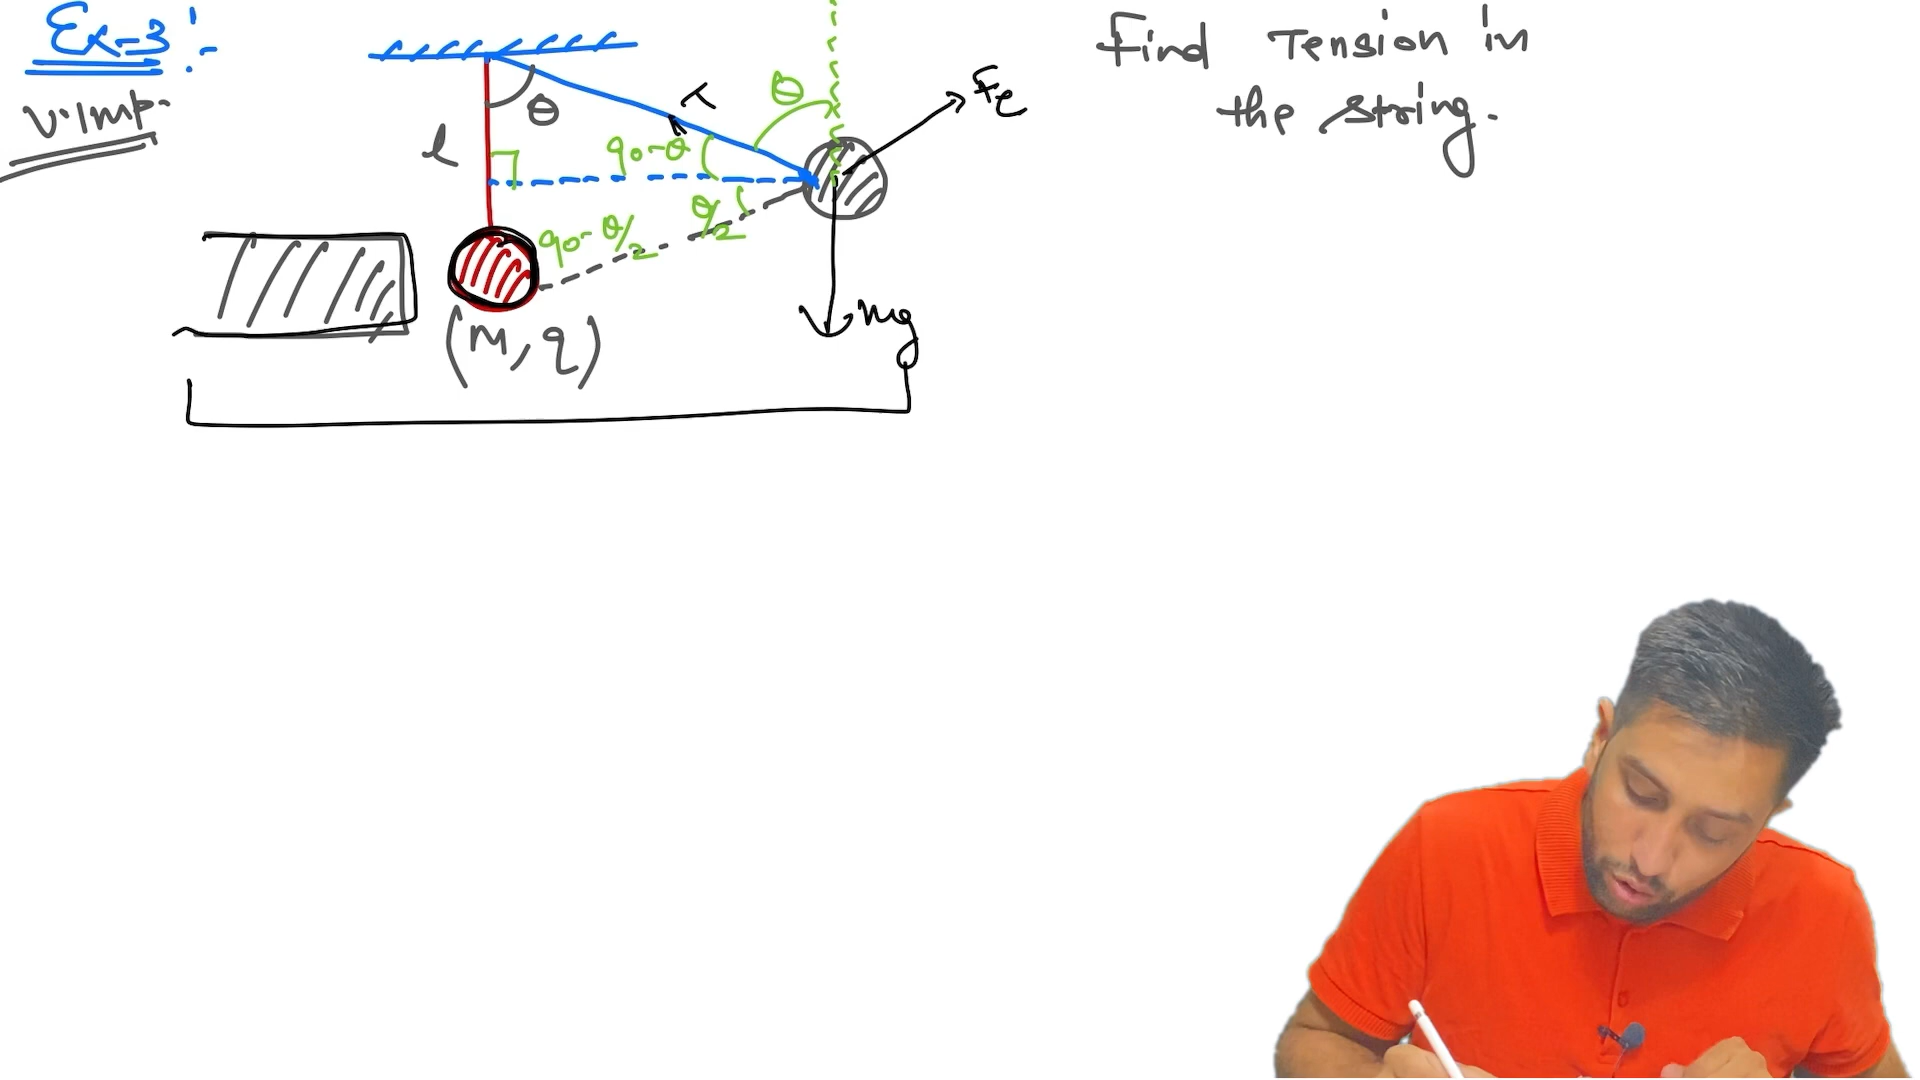 Ex-3:-
V.Imp.
l
θ
T
θ
Fe
90-θ
θ/2
90-θ/2
(m, q)
mg
Find Tension in
the string.